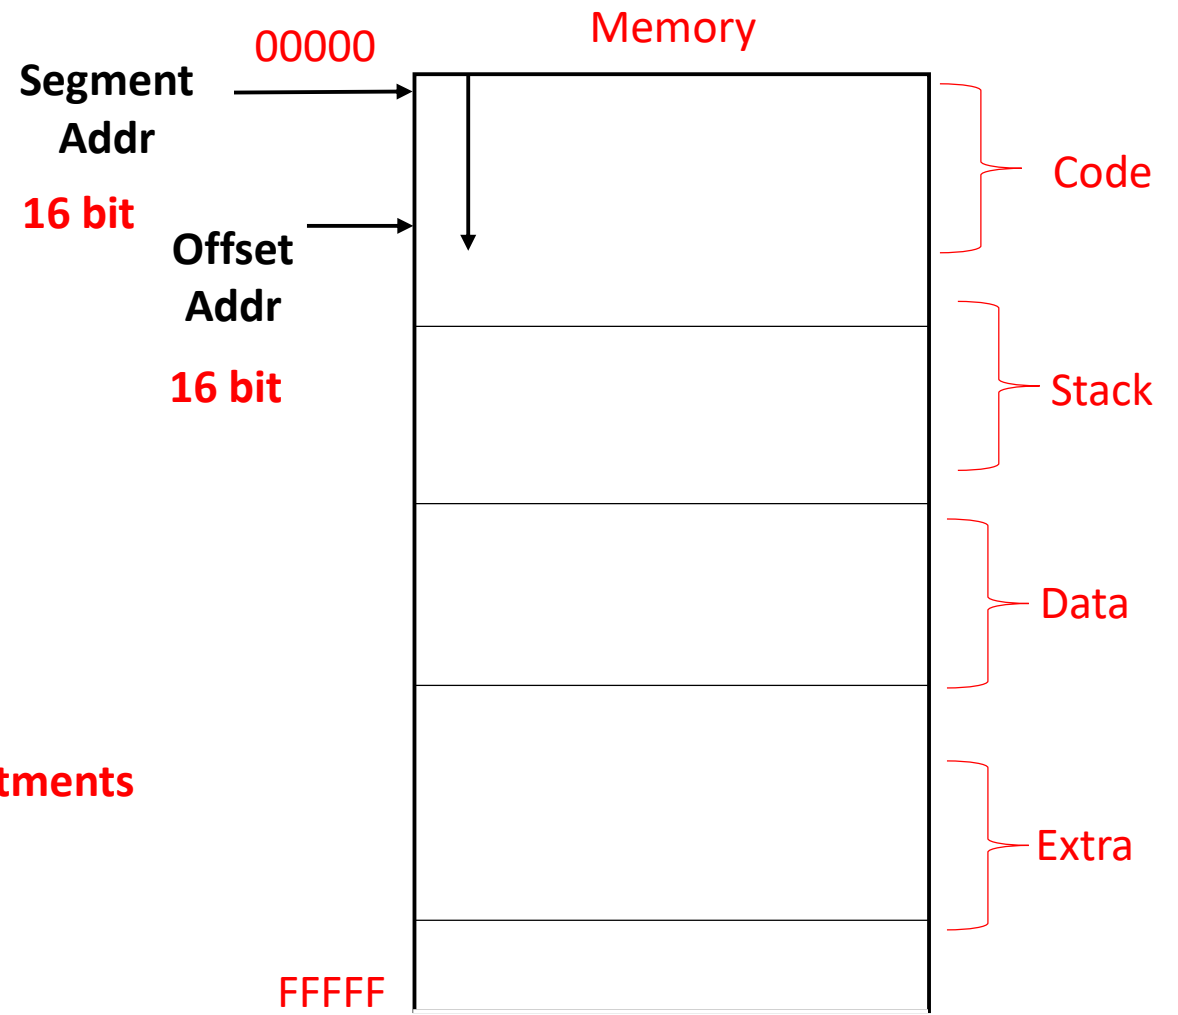 Memory
00000
Segment
Addr
16 bit
Offset
Addr
16 bit
Code
Stack
Data
tments
Extra
FFFFF